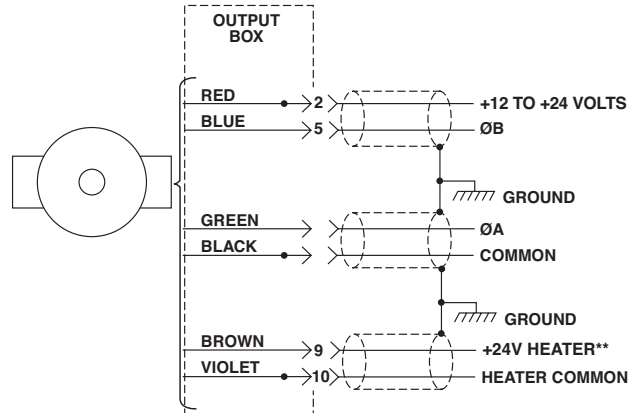 OUTPUT
BOX
RED
2
+12 TO +24 VOLTS
BLUE
5
ØB
GROUND
GREEN
ØA
BLACK
COMMON
GROUND
BROWN
9
+24V HEATER**
VIOLET
10
HEATER COMMON